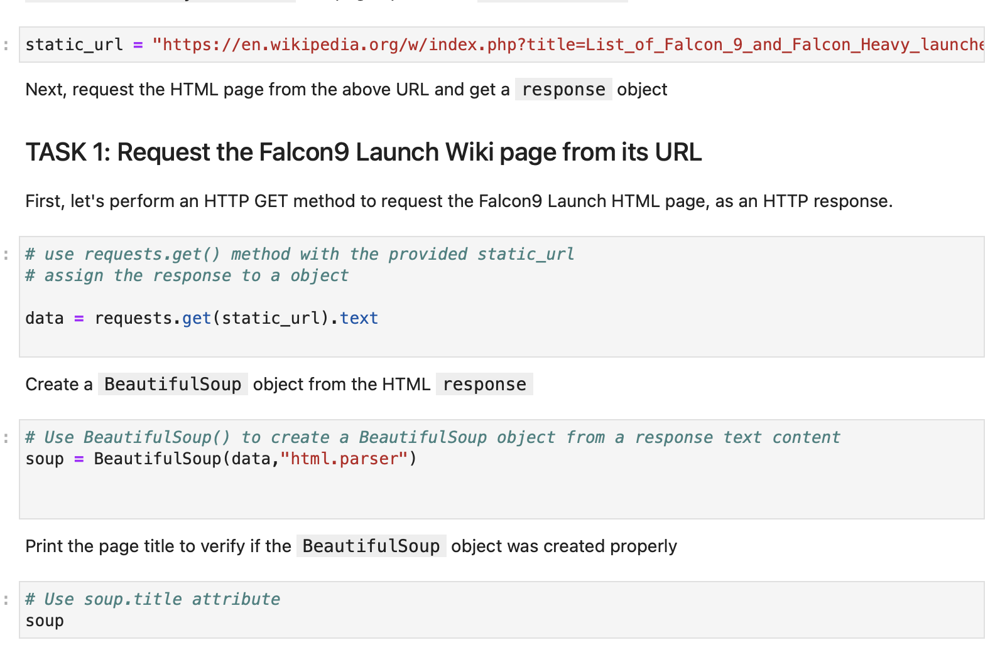 static_url = "https://en.wikipedia.org/w/index.php?title=List_of_Falcon_9_and_Falcon_Heavy_launche
Next, request the HTML page from the above URL and get a response object
TASK 1: Request the Falcon9 Launch Wiki page from its URL
First, let's perform an HTTP GET method to request the Falcon9 Launch HTML page, as an HTTP response.
# use requests.get() method with the provided static_url
# assign the response to a object
data = requests.get(static_url).text
Create a BeautifulSoup object from the HTML response
# Use BeautifulSoup() to create a BeautifulSoup object from a response text content
soup = BeautifulSoup(data,"html.parser")
Print the page title to verify if the BeautifulSoup object was created properly
# Use soup.title attribute
soup